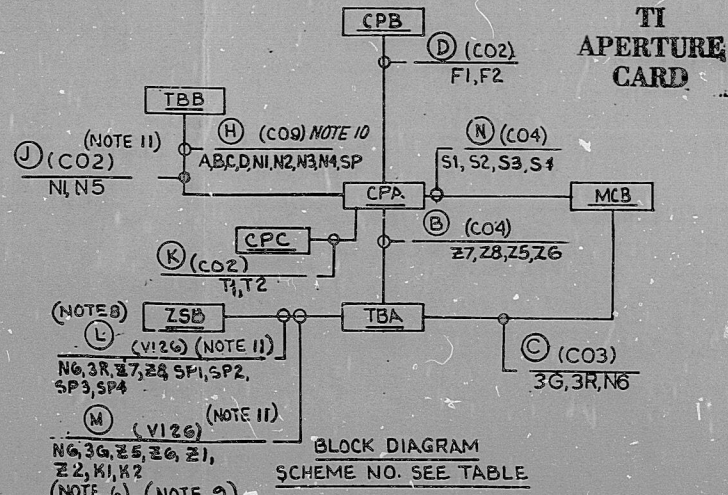 TI
APERTURE
CARD
CPB
(D) (CO2)
F1,F2
TBB
(NOTE 11)
(J) (CO2)
N1, N5
(H) (CO9) NOTE 10
A,B,C,D,N1,N2,N3,N4,SP
(N) (CO4)
S1, S2, S3, S4
CPA
MCB
CPC
(B) (CO4)
Z7,Z8,Z5,Z6
(K) (CO2)
T1,T2
(NOTE 8)
ZSB
TBA
(L) (V126) (NOTE 11)
N6,3R,Z7,Z8,SP1,SP2,
SP3,SP4
(C) (CO3)
3G,3R,N6
(M) (V126) (NOTE 11)
N6,3G,Z5,Z6,Z1,
Z2,K1,K2
(NOTE 6) (NOTE 9)
BLOCK DIAGRAM
SCHEME NO. SEE TABLE